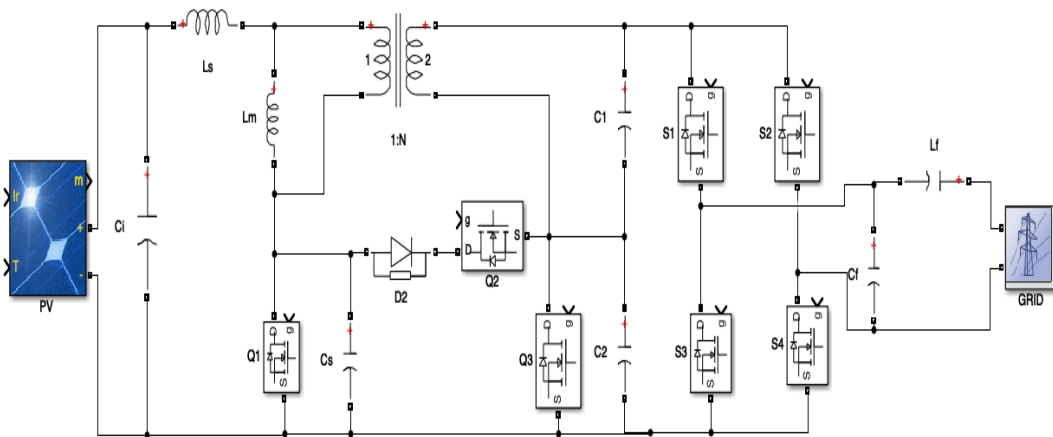 Ls
1
2
Lm
1:N
C1
S1
D
g
S
S2
D
g
S
Lf
Ir
m
T
+
-
PV
Ci
g
D
S
Q2
D2
Cf
GRID
Q1
D
g
S
Cs
Q3
D
g
S
C2
S3
D
g
S
S4
D
g
S